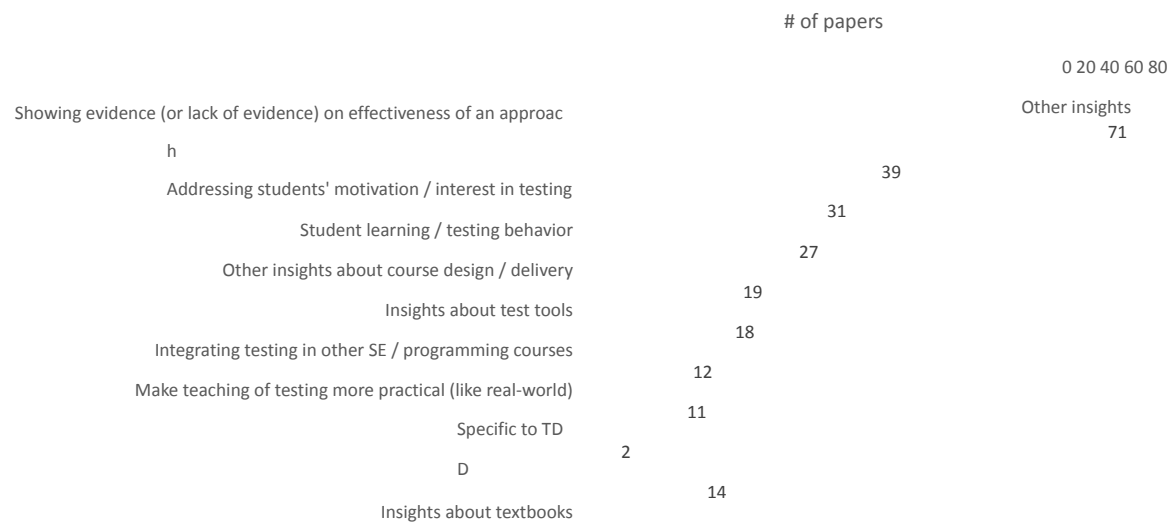 # of papers
0 20 40 60 80
Showing evidence (or lack of evidence) on effectiveness of an approac
Other insights
71
h
39
Addressing students' motivation / interest in testing
31
Student learning / testing behavior
27
Other insights about course design / delivery
19
Insights about test tools
18
Integrating testing in other SE / programming courses
12
Make teaching of testing more practical (like real-world)
11
Specific to TD
2
D
14
Insights about textbooks